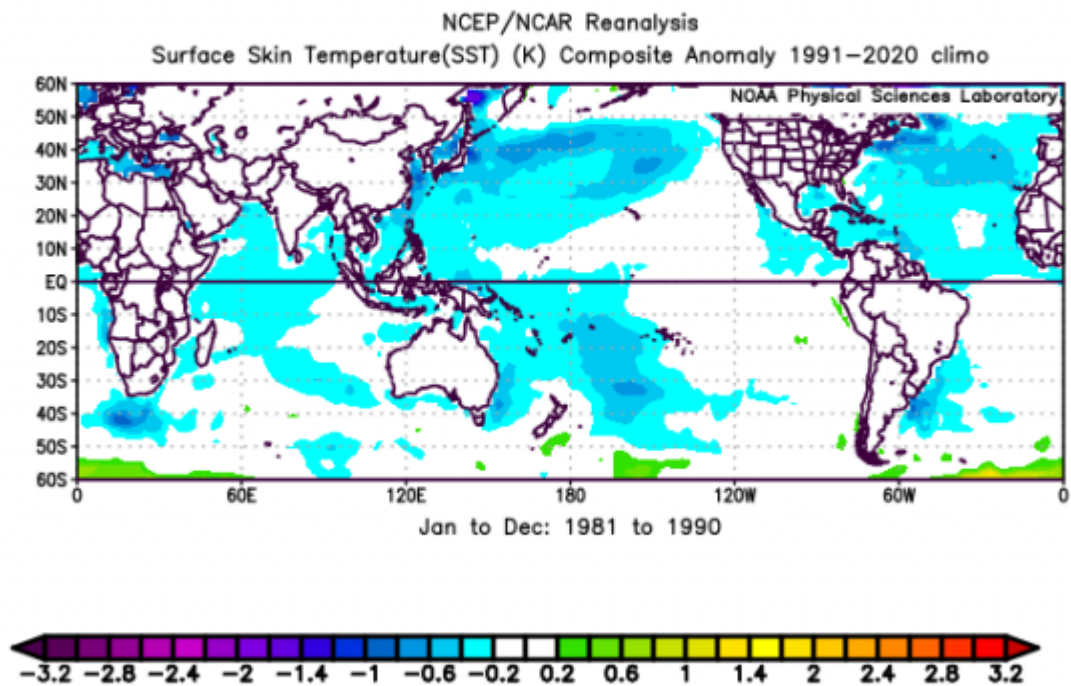 NCEP/NCAR Reanalysis
Surface Skin Temperature(SST) (K) Composite Anomaly 1991−2020 climo
NOAA Physical Sciences Laboratory
60N
50N
40N
30N
20N
10N
EQ
10S
20S
30S
40S
50S
60S
0 60E 120E 180 120W 60W 0
Jan to Dec: 1981 to 1990
−3.2 −2.8 −2.4 −2 −1.4 −1 −0.6 −0.2 0.2 0.6 1 1.4 2 2.4 2.8 3.2